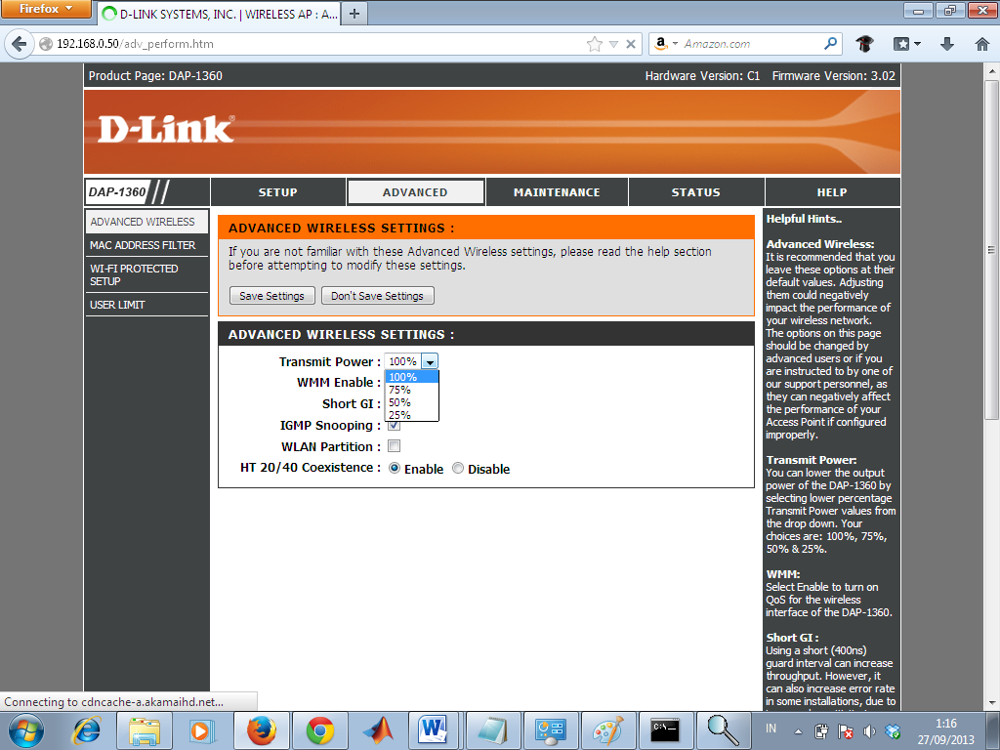 Firefox
D-LINK SYSTEMS, INC. | WIRELESS AP : A...
192.168.0.50/adv_perform.htm
Amazon.com
Product Page: DAP-1360
Hardware Version: C1 Firmware Version: 3.02
D-Link
DAP-1360
SETUP
ADVANCED
MAINTENANCE
STATUS
HELP
ADVANCED WIRELESS
MAC ADDRESS FILTER
WI-FI PROTECTED
SETUP
USER LIMIT
ADVANCED WIRELESS SETTINGS :
If you are not familiar with these Advanced Wireless settings, please read the help section
before attempting to modify these settings.
Save Settings
Don't Save Settings
ADVANCED WIRELESS SETTINGS :
Transmit Power : 100%
100%
75%
50%
25%
WMM Enable :
Short GI :
IGMP Snooping :
WLAN Partition :
HT 20/40 Coexistence : Enable Disable
Helpful Hints..
Advanced Wireless:
It is recommended that you
leave these options at their
default values. Adjusting
them could negatively
impact the performance of
your wireless network.
The options on this page
should be changed by
advanced users or if you
are instructed to by one of
our support personnel, as
they can negatively affect
the performance of your
Access Point if configured
improperly.
Transmit Power:
You can lower the output
power of the DAP-1360 by
selecting lower percentage
Transmit Power values from
the drop down. Your
choices are: 100%, 75%,
50% & 25%.
WMM:
Select Enable to turn on
QoS for the wireless
interface of the DAP-1360.
Short GI :
Using a short (400ns)
guard interval can increase
throughput. However, it
can also increase error rate
in some installations, due to
Connecting to cdncache-a.akamaihd.net...
IN
1:16
27/09/2013